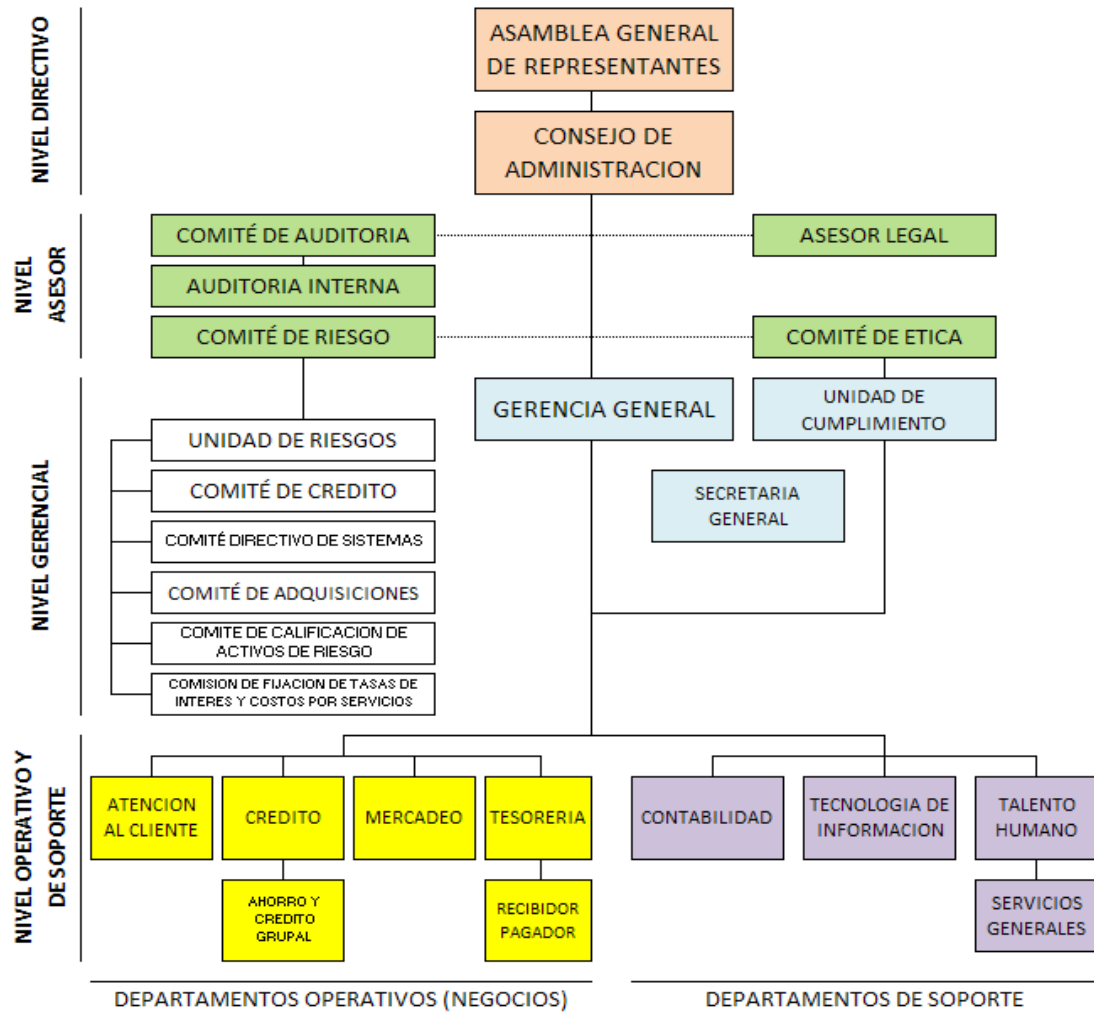 NIVEL DIRECTIVO
ASAMBLEA GENERAL
DE REPRESENTANTES
CONSEJO DE
ADMINISTRACION
NIVEL
ASESOR
COMITÉ DE AUDITORIA
ASESOR LEGAL
AUDITORIA INTERNA
COMITÉ DE RIESGO
COMITÉ DE ETICA
NIVEL GERENCIAL
GERENCIA GENERAL
UNIDAD DE
CUMPLIMIENTO
UNIDAD DE RIESGOS
COMITÉ DE CREDITO
SECRETARIA
GENERAL
COMITÉ DIRECTIVO DE SISTEMAS
COMITÉ DE ADQUISICIONES
COMITE DE CALIFICACION DE
ACTIVOS DE RIESGO
COMISION DE FIJACION DE TASAS DE
INTERES Y COSTOS POR SERVICIOS
NIVEL OPERATIVO Y
DE SOPORTE
ATENCION
AL CLIENTE
CREDITO
MERCADEO
TESORERIA
CONTABILIDAD
TECNOLOGIA DE
INFORMACION
TALENTO
HUMANO
AHORRO Y
CREDITO
GRUPAL
RECIBIDOR
PAGADOR
SERVICIOS
GENERALES
DEPARTAMENTOS OPERATIVOS (NEGOCIOS)
DEPARTAMENTOS DE SOPORTE